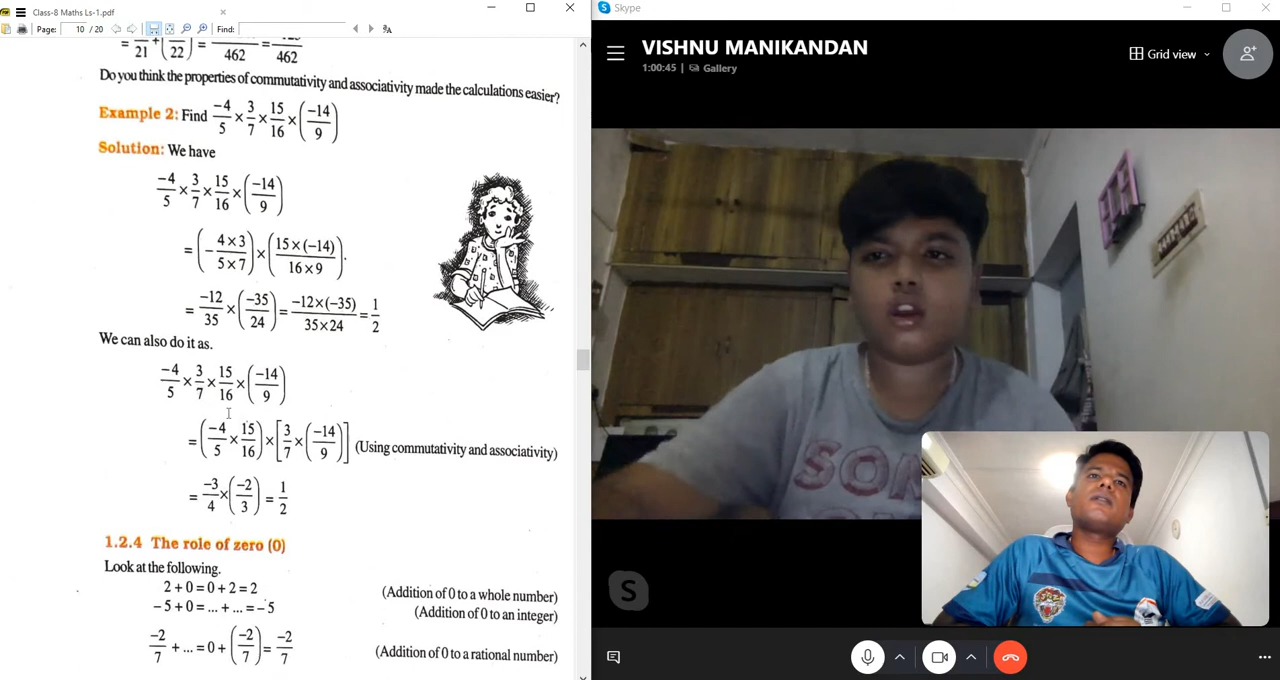 Class-8 Maths Ls-1.pdf
Page: 10 / 20 Find:
= /21 + ( /22) = /462 = /462
Do you think the properties of commutativity and associativity made the calculations easier?
Example 2: Find -4/5 × 3/7 × 15/16 × (-14/9)
Solution: We have
-4/5 × 3/7 × 15/16 × (-14/9)
= (- 4×3/5×7) × (15×(-14)/16×9).
= -12/35 × (-35/24) = -12×(-35)/35×24 = 1/2
We can also do it as.
-4/5 × 3/7 × 15/16 × (-14/9)
= (-4/5 × 15/16) × [3/7 × (-14/9)] (Using commutativity and associativity)
= -3/4 × (-2/3) = 1/2
1.2.4 The role of zero (0)
Look at the following.
2 + 0 = 0 + 2 = 2 (Addition of 0 to a whole number)
- 5 + 0 = ... + ... = - 5 (Addition of 0 to an integer)
-2/7 + ... = 0 + (-2/7) = -2/7 (Addition of 0 to a rational number)
Skype
VISHNU MANIKANDAN
1:00:45 | Gallery
Grid view
SON
S